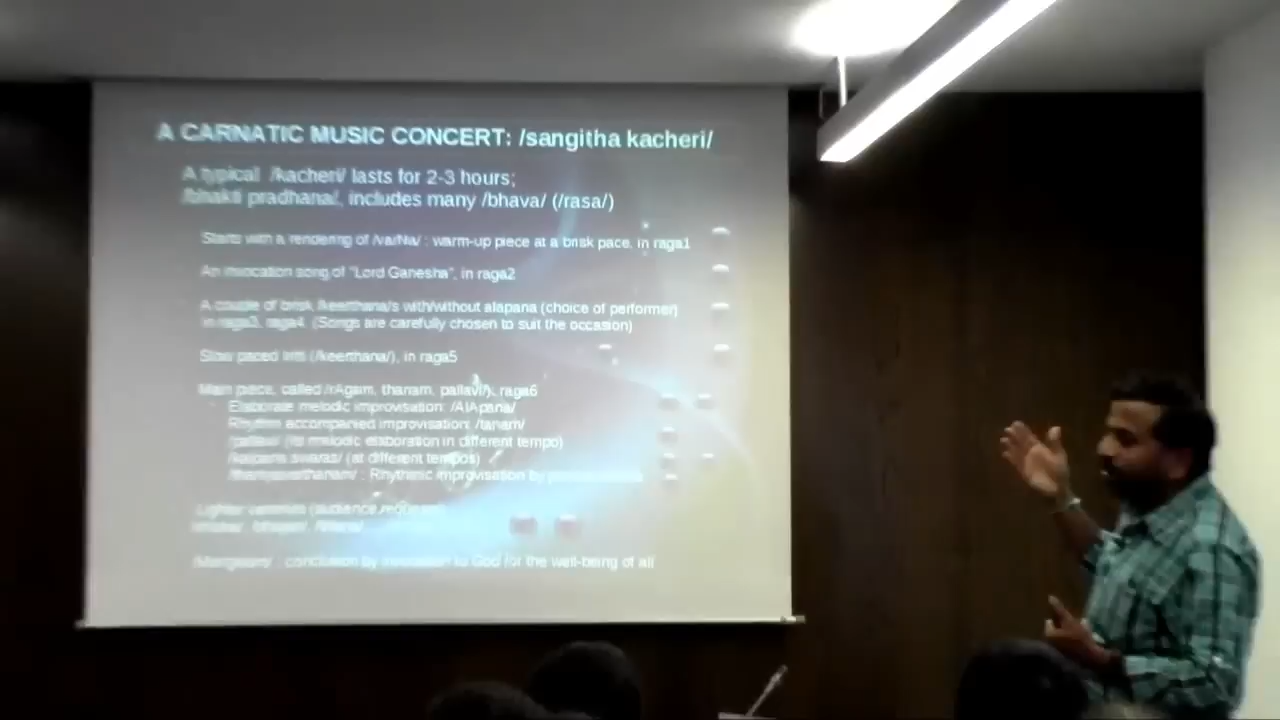 A CARNATIC MUSIC CONCERT: /sangitha kacheri/
A typical /kacheri/ lasts for 2-3 hours;
/bhakti pradhana/, includes many /bhava/ (/rasa/)
Starts with a rendering of /varNa/ : warm-up piece at a brisk pace, in raga1
An invocation song of "Lord Ganesha", in raga2
A couple of brisk /keerthana/s with/without alapana (choice of performer)
in raga3, raga4 (Songs are carefully chosen to suit the occasion)
Slow paced kriti (/keerthana/), in raga5
Main piece, called /rAgam, thanam, pallavi/), raga6
Elaborate melodic improvisation: /AlApana/
Rhythm accompanied improvisation: /tanam/
/pallavi/ (its melodic elaboration in different tempo)
/kalpana swaras/ (at different tempos)
: Rhythmic improvisation by
Lighter varieties (audience
conclusion by invocation to God for the well-being of all